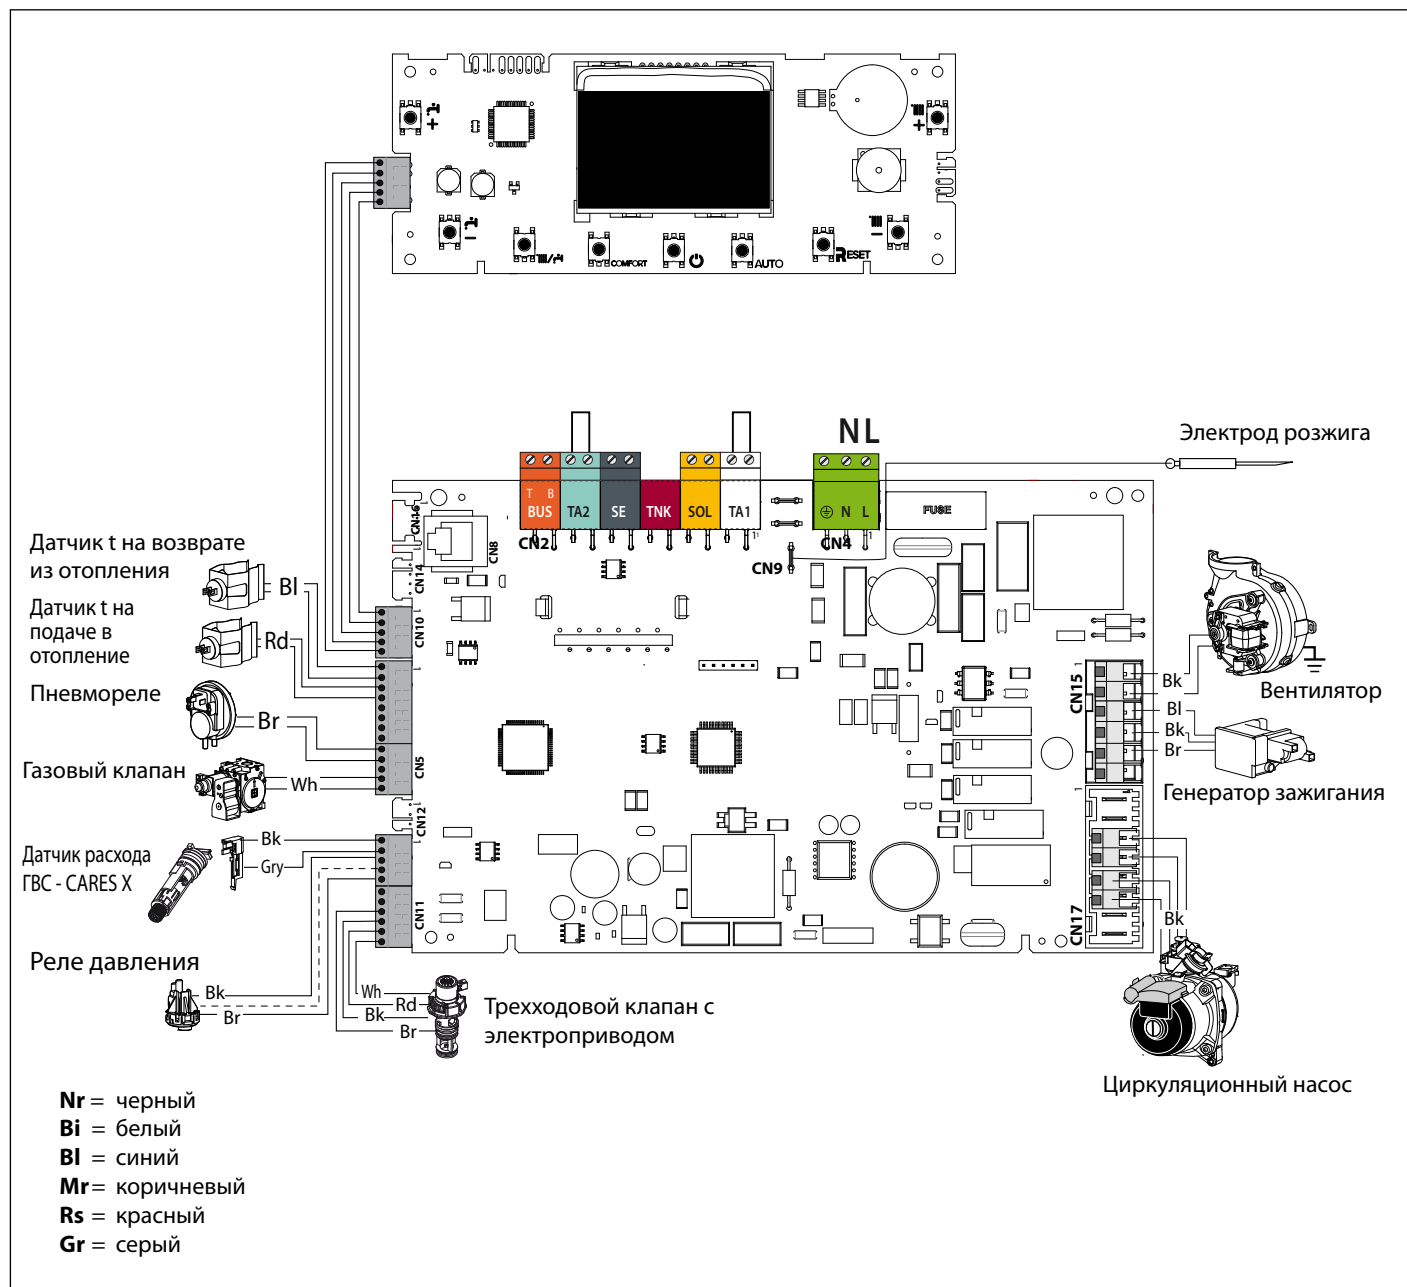 +
+
−
−
/
COMFORT
AUTO
RESET
NL
Электрод розжига
T B
BUS
TA2
SE
TNK
SOL
TA1
N L
FUSE
CN2
CN4
CN9
CN16
CN8
CN14
CN10
CN5
CN12
CN11
CN15
CN17
1
Датчик t на возврате
из отопления
Bl
Датчик t на
подаче в
отопление
Rd
Пневмореле
Br
Газовый клапан
Wh
Датчик расхода
ГВС - CARES X
Bk
Gry
Реле давления
Bk
Br
Wh
Rd
Bk
Br
Трехходовой клапан с
электроприводом
Bk
Вентилятор
Bl
Bk
Br
Генератор зажигания
Bk
Циркуляционный насос
Nr = черный
Bi = белый
Bl = синий
Mr = коричневый
Rs = красный
Gr = серый